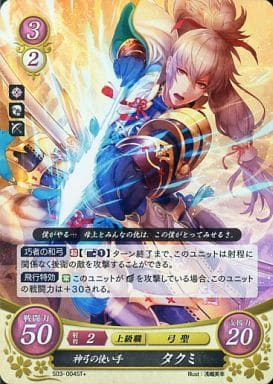 3
2
僕がやる… 母上とみんなの仇は、この僕がとってみせる。
巧者の和弓 起 [1] ターン終了まで、このユニットは射程に
関係なく後衛の敵を攻撃することができる。
飛行特効 常 このユニットが を攻撃している場合、このユニット
の戦闘力は+30される。
戦闘力
50
射程 2 上級職 弓聖
支援力
20
神弓の使い手 タクミ
S03-004ST+
Illust: